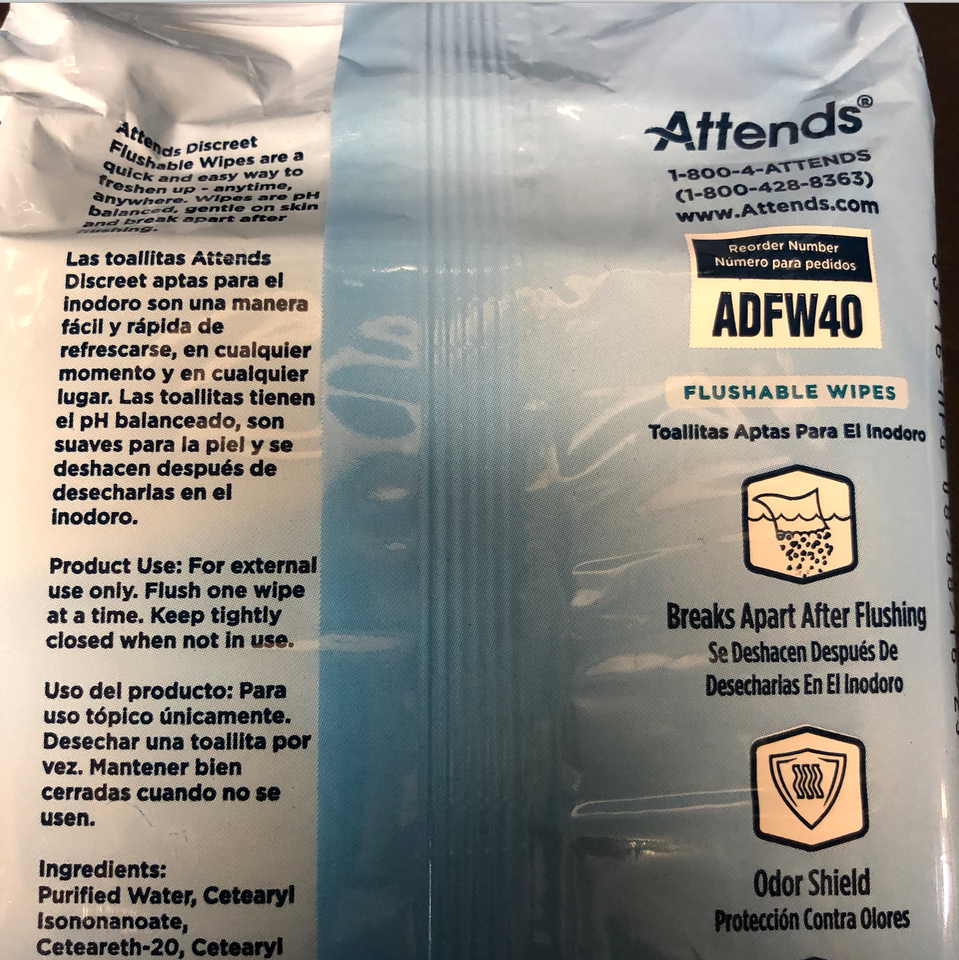 Attends Discreet
Flushable Wipes are a
quick and easy way to
freshen up - anytime,
anywhere. Wipes are pH
balanced, gentle on skin
and break apart after
flushing.
Las toallitas Attends
Discreet aptas para el
inodoro son una manera
fácil y rápida de
refrescarse, en cualquier
momento y en cualquier
lugar. Las toallitas tienen
el pH balanceado, son
suaves para la piel y se
deshacen después de
desecharlas en el
inodoro.
Product Use: For external
use only. Flush one wipe
at a time. Keep tightly
closed when not in use.
Uso del producto: Para
uso tópico únicamente.
Desechar una toallita por
vez. Mantener bien
cerradas cuando no se
usen.
Ingredients:
Purified Water, Cetearyl
Isononanoate,
Ceteareth-20, Cetearyl
Attends®
1-800-4-ATTENDS
(1-800-428-8363)
www.Attends.com
Reorder Number
Número para pedidos
ADFW40
FLUSHABLE WIPES
Toallitas Aptas Para El Inodoro
Breaks Apart After Flushing
Se Deshacen Después De
Desecharlas En El Inodoro
Odor Shield
Protección Contra Olores